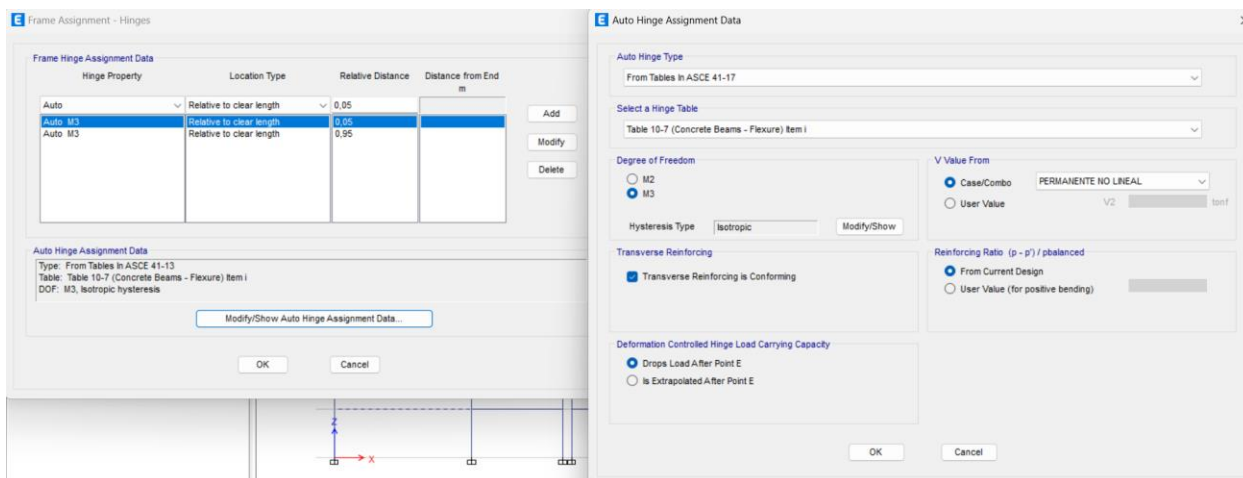 E Frame Assignment - Hinges
Frame Hinge Assignment Data
Hinge Property Location Type Relative Distance Distance from End
m
Auto Relative to clear length 0,05
Auto M3 Relative to clear length 0,05
Auto M3 Relative to clear length 0,95
Add
Modify
Delete
Auto Hinge Assignment Data
Type: From Tables In ASCE 41-13
Table: Table 10-7 (Concrete Beams - Flexure) Item i
DOF: M3, Isotropic hysteresis
Modify/Show Auto Hinge Assignment Data...
OK Cancel
Z
X
E Auto Hinge Assignment Data
Auto Hinge Type
From Tables In ASCE 41-17
Select a Hinge Table
Table 10-7 (Concrete Beams - Flexure) Item i
Degree of Freedom
M2
M3
Hysteresis Type Isotropic Modify/Show
V Value From
Case/Combo PERMANENTE NO LINEAL
User Value V2 tonf
Transverse Reinforcing
Transverse Reinforcing is Conforming
Reinforcing Ratio (p - p') / pbalanced
From Current Design
User Value (for positive bending)
Deformation Controlled Hinge Load Carrying Capacity
Drops Load After Point E
Is Extrapolated After Point E
OK Cancel